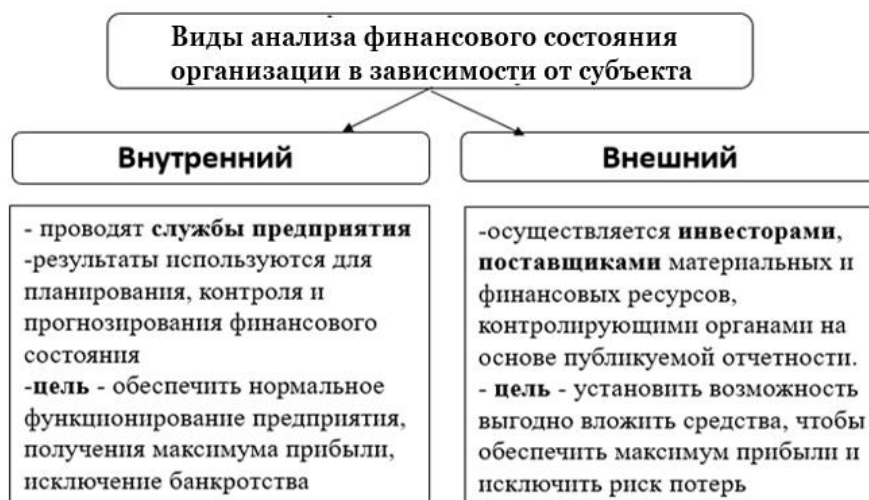 Виды анализа финансового состояния
организации в зависимости от субъекта
Внутренний
Внешний
- проводят службы предприятия
-результаты используются для
планирования, контроля и
прогнозирования финансового
состояния
-цель - обеспечить нормальное
функционирование предприятия,
получения максимума прибыли,
исключение банкротства
-осуществляется инвесторами,
поставщиками материальных и
финансовых ресурсов,
контролирующими органами на
основе публикуемой отчетности.
- цель - установить возможность
выгодно вложить средства, чтобы
обеспечить максимум прибыли и
исключить риск потерь